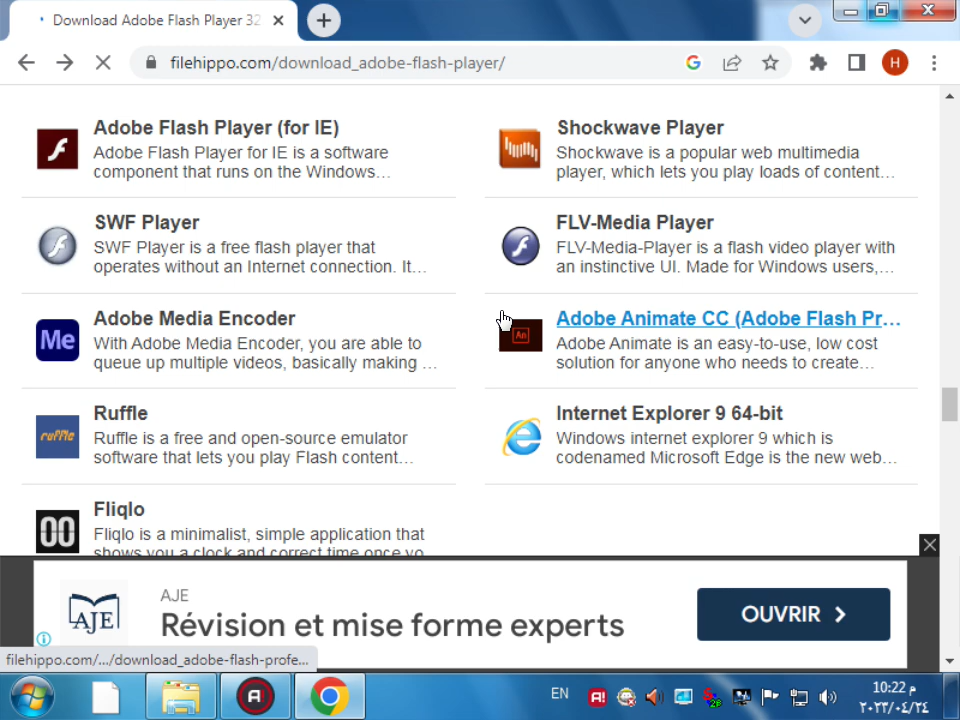 Download Adobe Flash Player 32
filehippo.com/download_adobe-flash-player/
H
Adobe Flash Player (for IE)
Adobe Flash Player for IE is a software
component that runs on the Windows…
Shockwave Player
Shockwave is a popular web multimedia
player, which lets you play loads of content…
SWF Player
SWF Player is a free flash player that
operates without an Internet connection. It…
FLV-Media Player
FLV-Media-Player is a flash video player with
an instinctive UI. Made for Windows users,…
Me
Adobe Media Encoder
With Adobe Media Encoder, you are able to
queue up multiple videos, basically making …
An
Adobe Animate CC (Adobe Flash Pr…
Adobe Animate is an easy-to-use, low cost
solution for anyone who needs to create…
ruffle
Ruffle
Ruffle is a free and open-source emulator
software that lets you play Flash content…
Internet Explorer 9 64-bit
Windows internet explorer 9 which is
codenamed Microsoft Edge is the new web…
00
Fliqlo
Fliqlo is a minimalist, simple application that
shows you a clock and correct time once yo
AJE
AJE
Révision et mise forme experts
OUVRIR
filehippo.com/.../download_adobe-flash-profe...
EN
10:22 م
٢٠٢٣/٠٤/٢٤